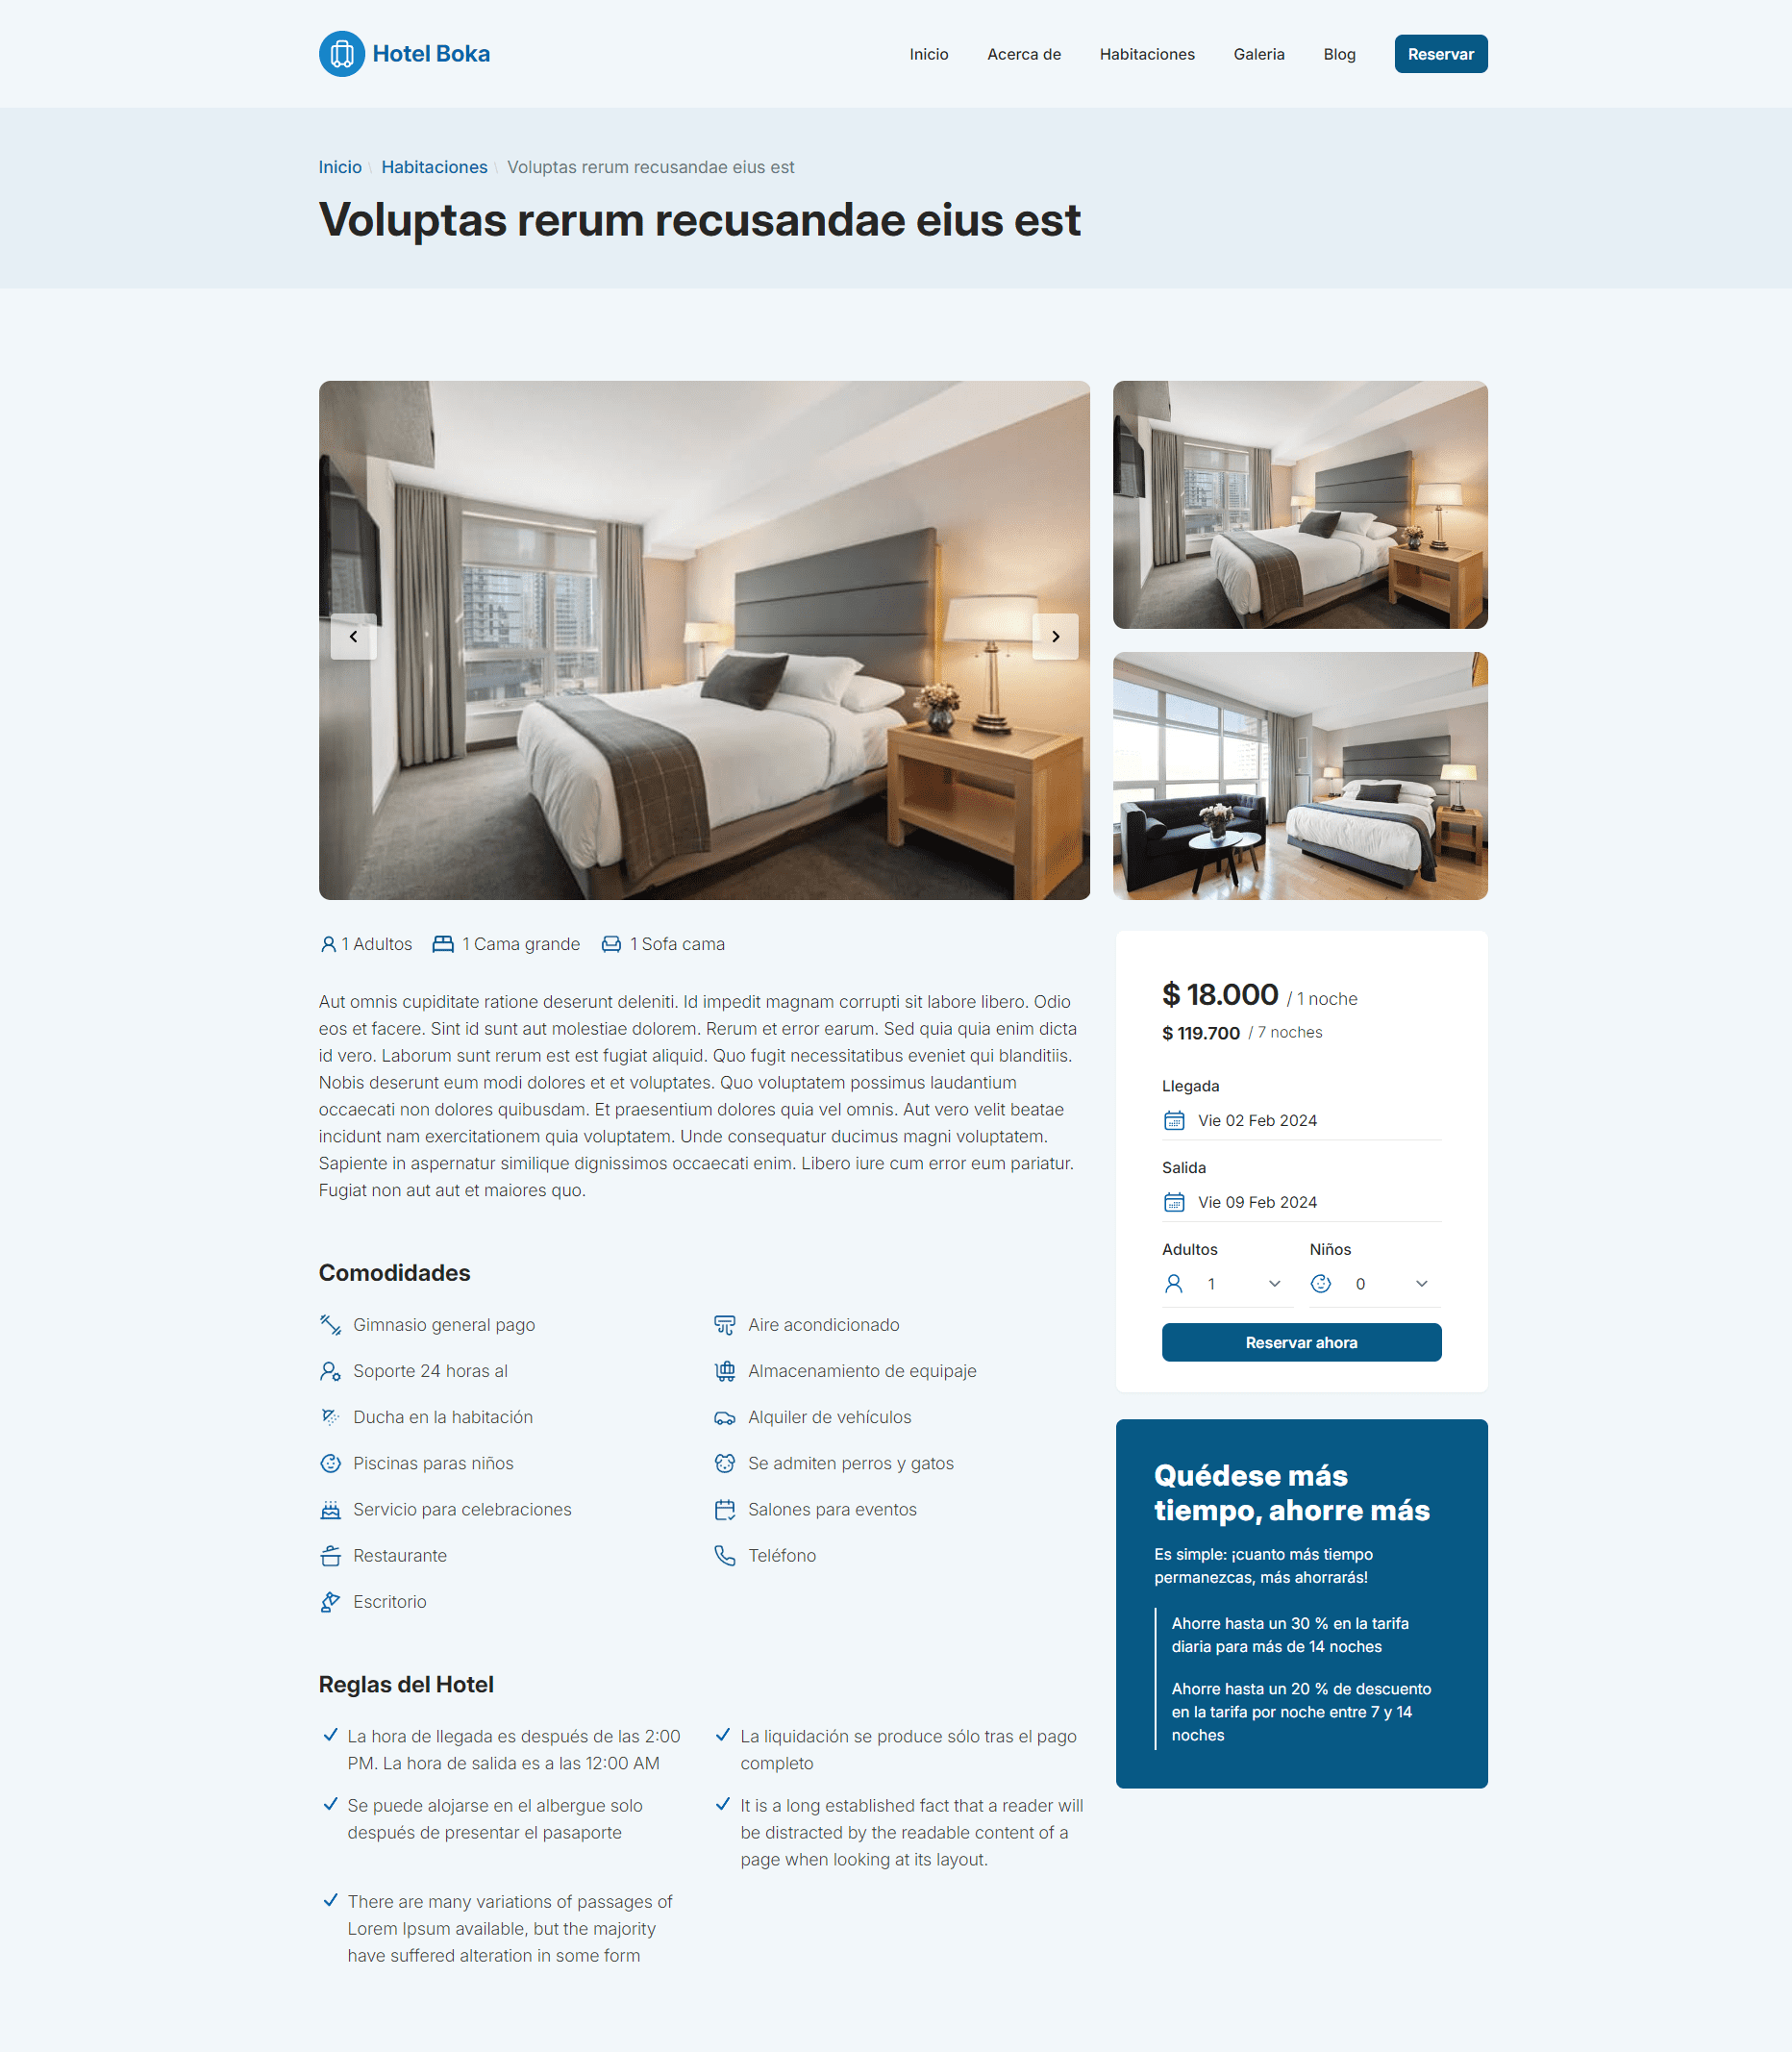 Hotel Boka
Inicio
Acerca de
Habitaciones
Galeria
Blog
Reservar
Inicio \ Habitaciones \ Voluptas rerum recusandae eius est
Voluptas rerum recusandae eius est
1 Adultos
1 Cama grande
1 Sofa cama
Aut omnis cupiditate ratione deserunt deleniti. Id impedit magnam corrupti sit labore libero. Odio
eos et facere. Sint id sunt aut molestiae dolorem. Rerum et error earum. Sed quia quia enim dicta
id vero. Laborum sunt rerum est est fugiat aliquid. Quo fugit necessitatibus eveniet qui blanditiis.
Nobis deserunt eum modi dolores et et voluptates. Quo voluptatem possimus laudantium
occaecati non dolores quibusdam. Et praesentium dolores quia vel omnis. Aut vero velit beatae
incidunt nam exercitationem quia voluptatem. Unde consequatur ducimus magni voluptatem.
Sapiente in aspernatur similique dignissimos occaecati enim. Libero iure cum error eum pariatur.
Fugiat non aut aut et maiores quo.
Comodidades
Gimnasio general pago
Aire acondicionado
Soporte 24 horas al
Almacenamiento de equipaje
Ducha en la habitación
Alquiler de vehículos
Piscinas paras niños
Se admiten perros y gatos
Servicio para celebraciones
Salones para eventos
Restaurante
Teléfono
Escritorio
Reglas del Hotel
La hora de llegada es después de las 2:00
PM. La hora de salida es a las 12:00 AM
La liquidación se produce sólo tras el pago
completo
Se puede alojarse en el albergue solo
después de presentar el pasaporte
It is a long established fact that a reader will
be distracted by the readable content of a
page when looking at its layout.
There are many variations of passages of
Lorem Ipsum available, but the majority
have suffered alteration in some form
$ 18.000 / 1 noche
$ 119.700 / 7 noches
Llegada
Vie 02 Feb 2024
Salida
Vie 09 Feb 2024
Adultos
1
Niños
0
Reservar ahora
Quédese más
tiempo, ahorre más
Es simple: ¡cuanto más tiempo
permanezcas, más ahorrarás!
Ahorre hasta un 30 % en la tarifa
diaria para más de 14 noches
Ahorre hasta un 20 % de descuento
en la tarifa por noche entre 7 y 14
noches